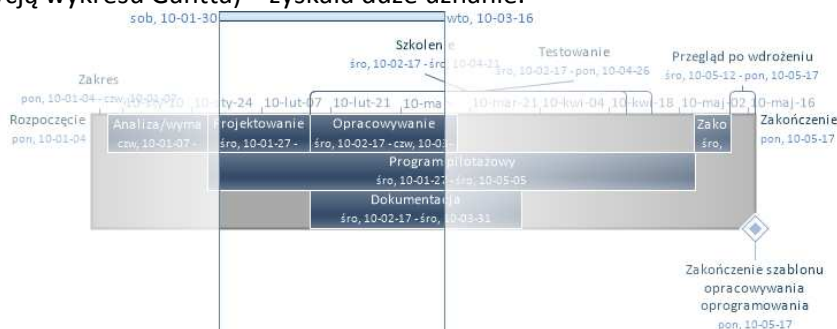 wykresu Gantta) – zyskała duże uznanie.
sob, 10-01-30
wto, 10-03-16
Szkolenie
śro, 10-02-17 - śro, 10-04-21
Testowanie
śro, 10-02-17 - pon, 10-04-26
Przegląd po wdrożeniu
śro, 10-05-12 - pon, 10-05-17
Zakres
pon, 10-01-04 - czw, 10-01-07
10-sty-24 10-lut-07 10-lut-21 10-ma 10-mar-21 10-kwi-04 10-kwi-18 10-maj-02 10-maj-16
Rozpoczęcie
pon, 10-01-04
Analiza/wyma
czw, 10-01-07 -
Projektowanie
śro, 10-01-27 -
Opracowywanie
śro, 10-02-17 - czw, 10-03-
Zako
śro,
Zakończenie
pon, 10-05-17
Program pilotażowy
śro, 10-01-27 - śro, 10-05-05
Dokumentacja
śro, 10-02-17 - śro, 10-03-31
Zakończenie szablonu
opracowywania
oprogramowania
pon, 10-05-17